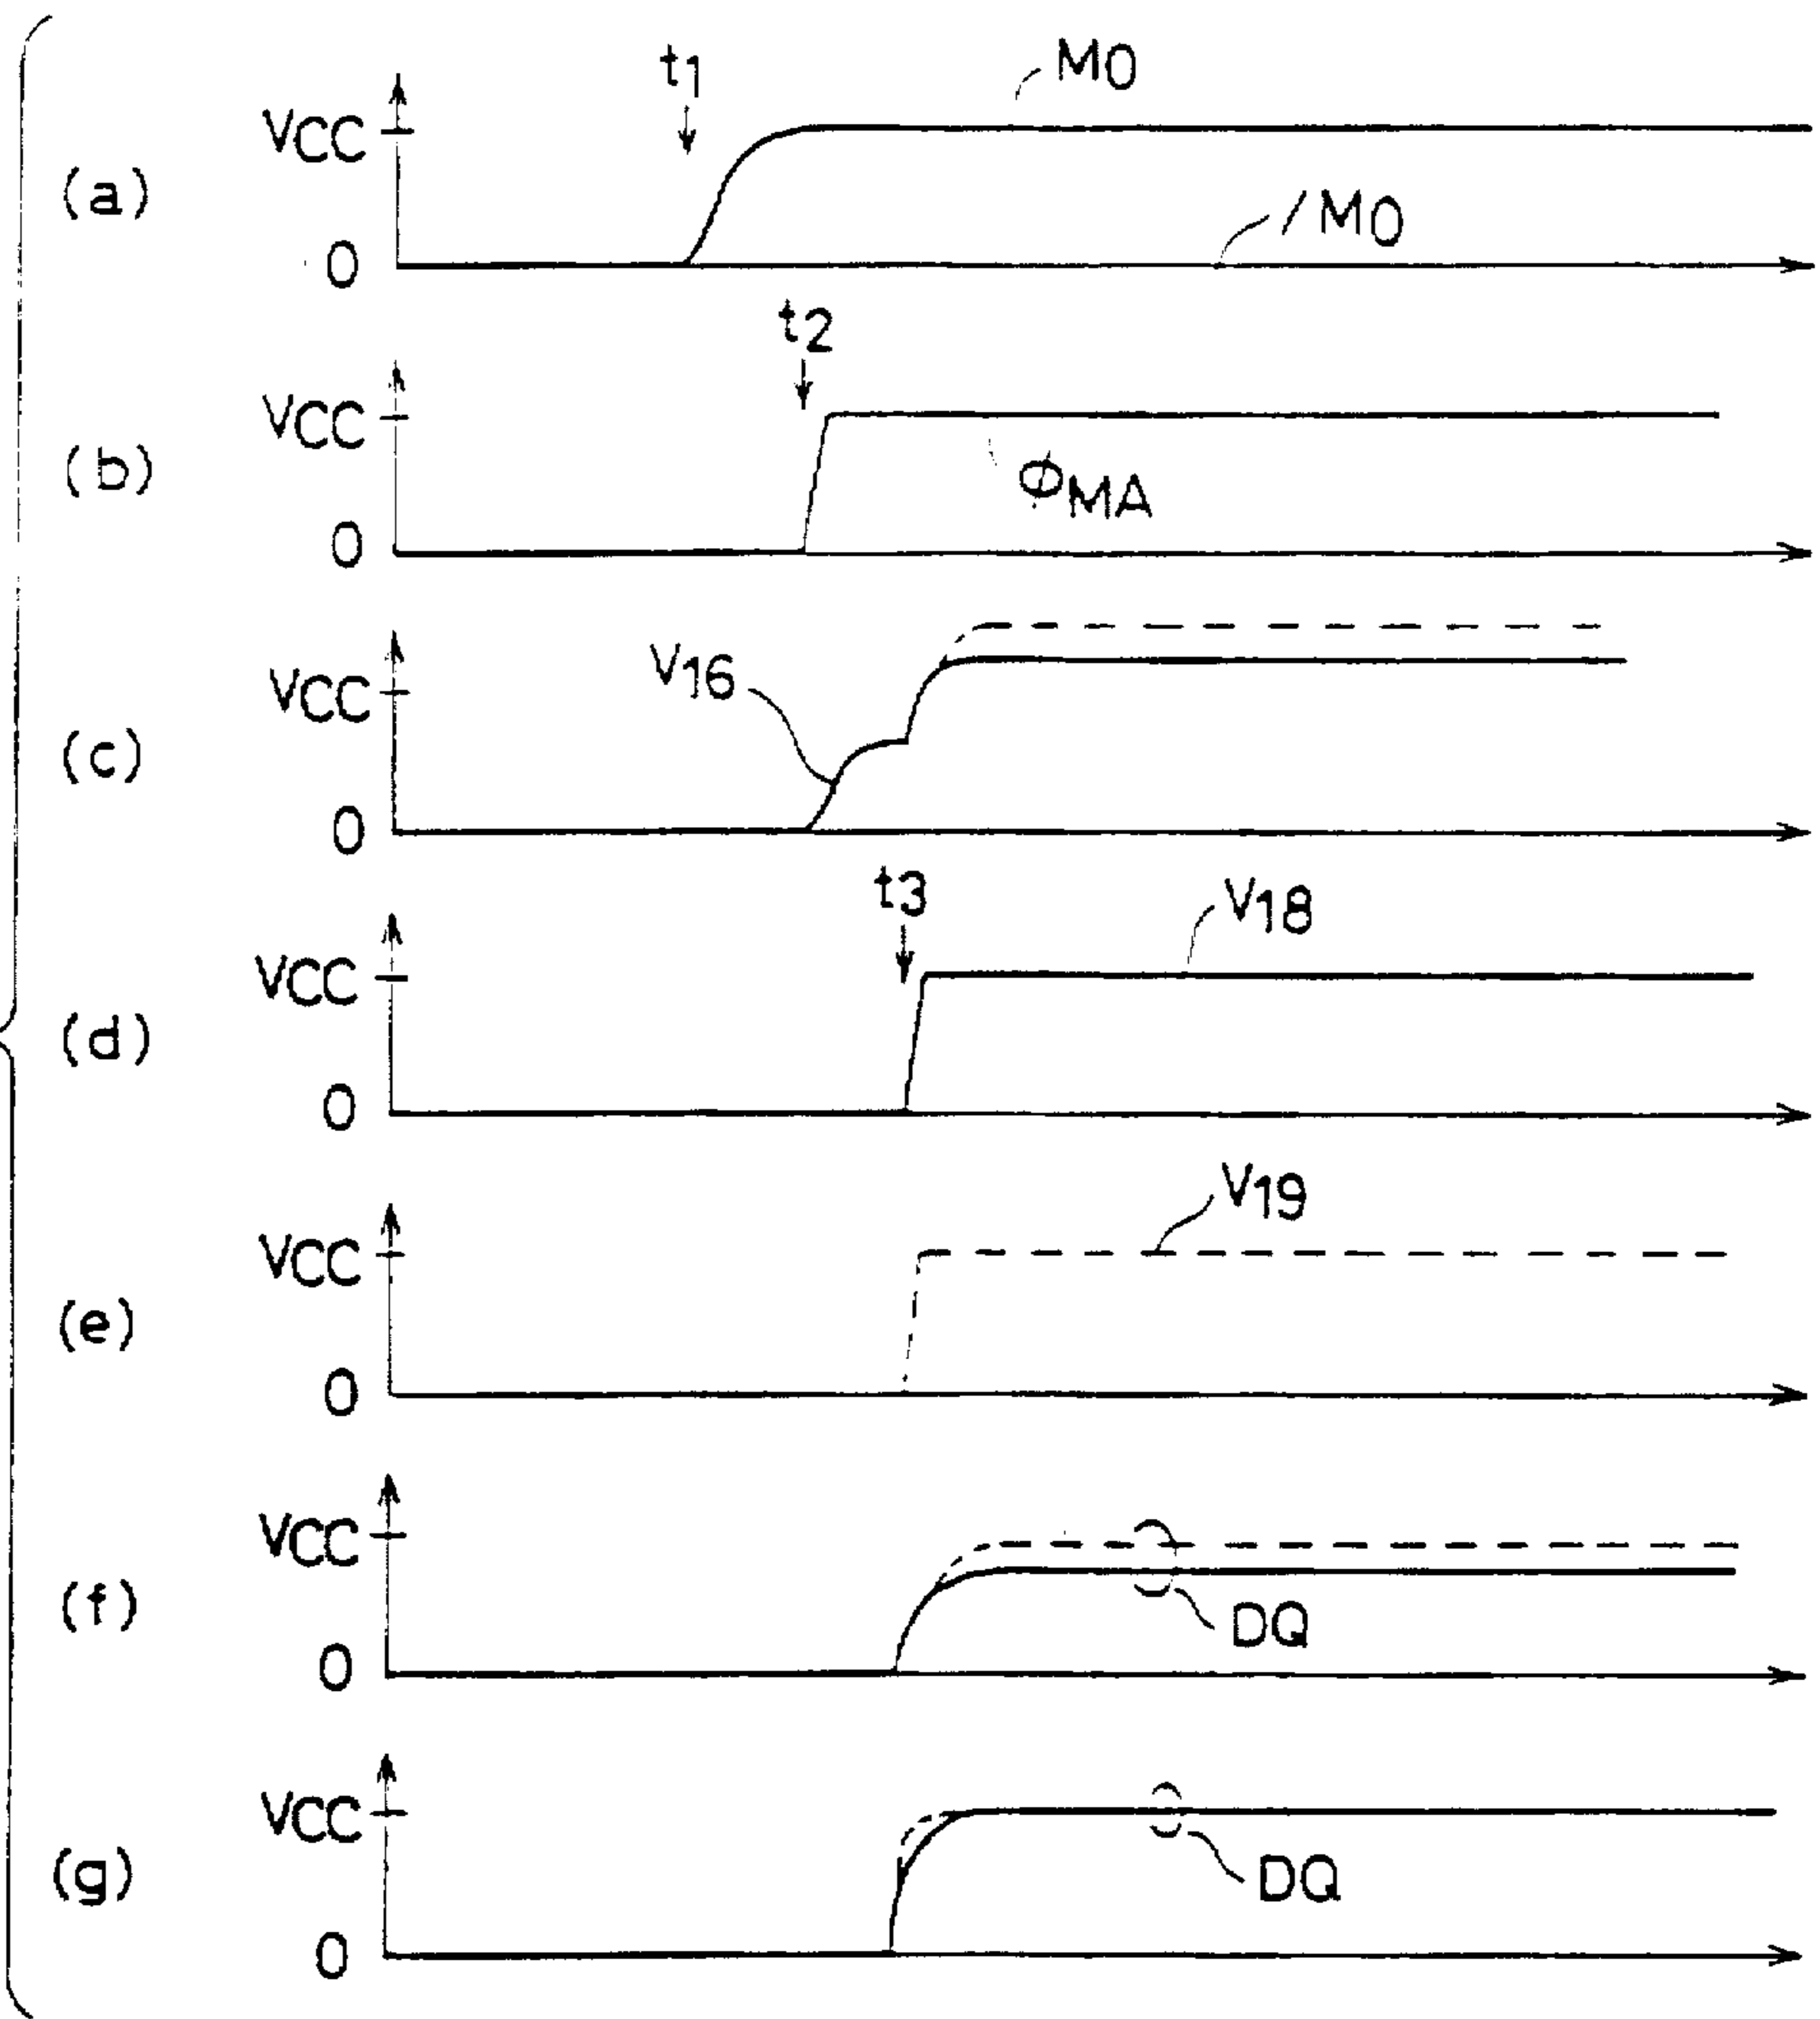 (a)
VCC
0
t1
M0
/M0
(b)
VCC
0
t2
ΦMA
(c)
VCC
0
V16
(d)
VCC
0
t3
V18
(e)
VCC
0
V19
(f)
VCC
0
DQ
(g)
VCC
0
DQ